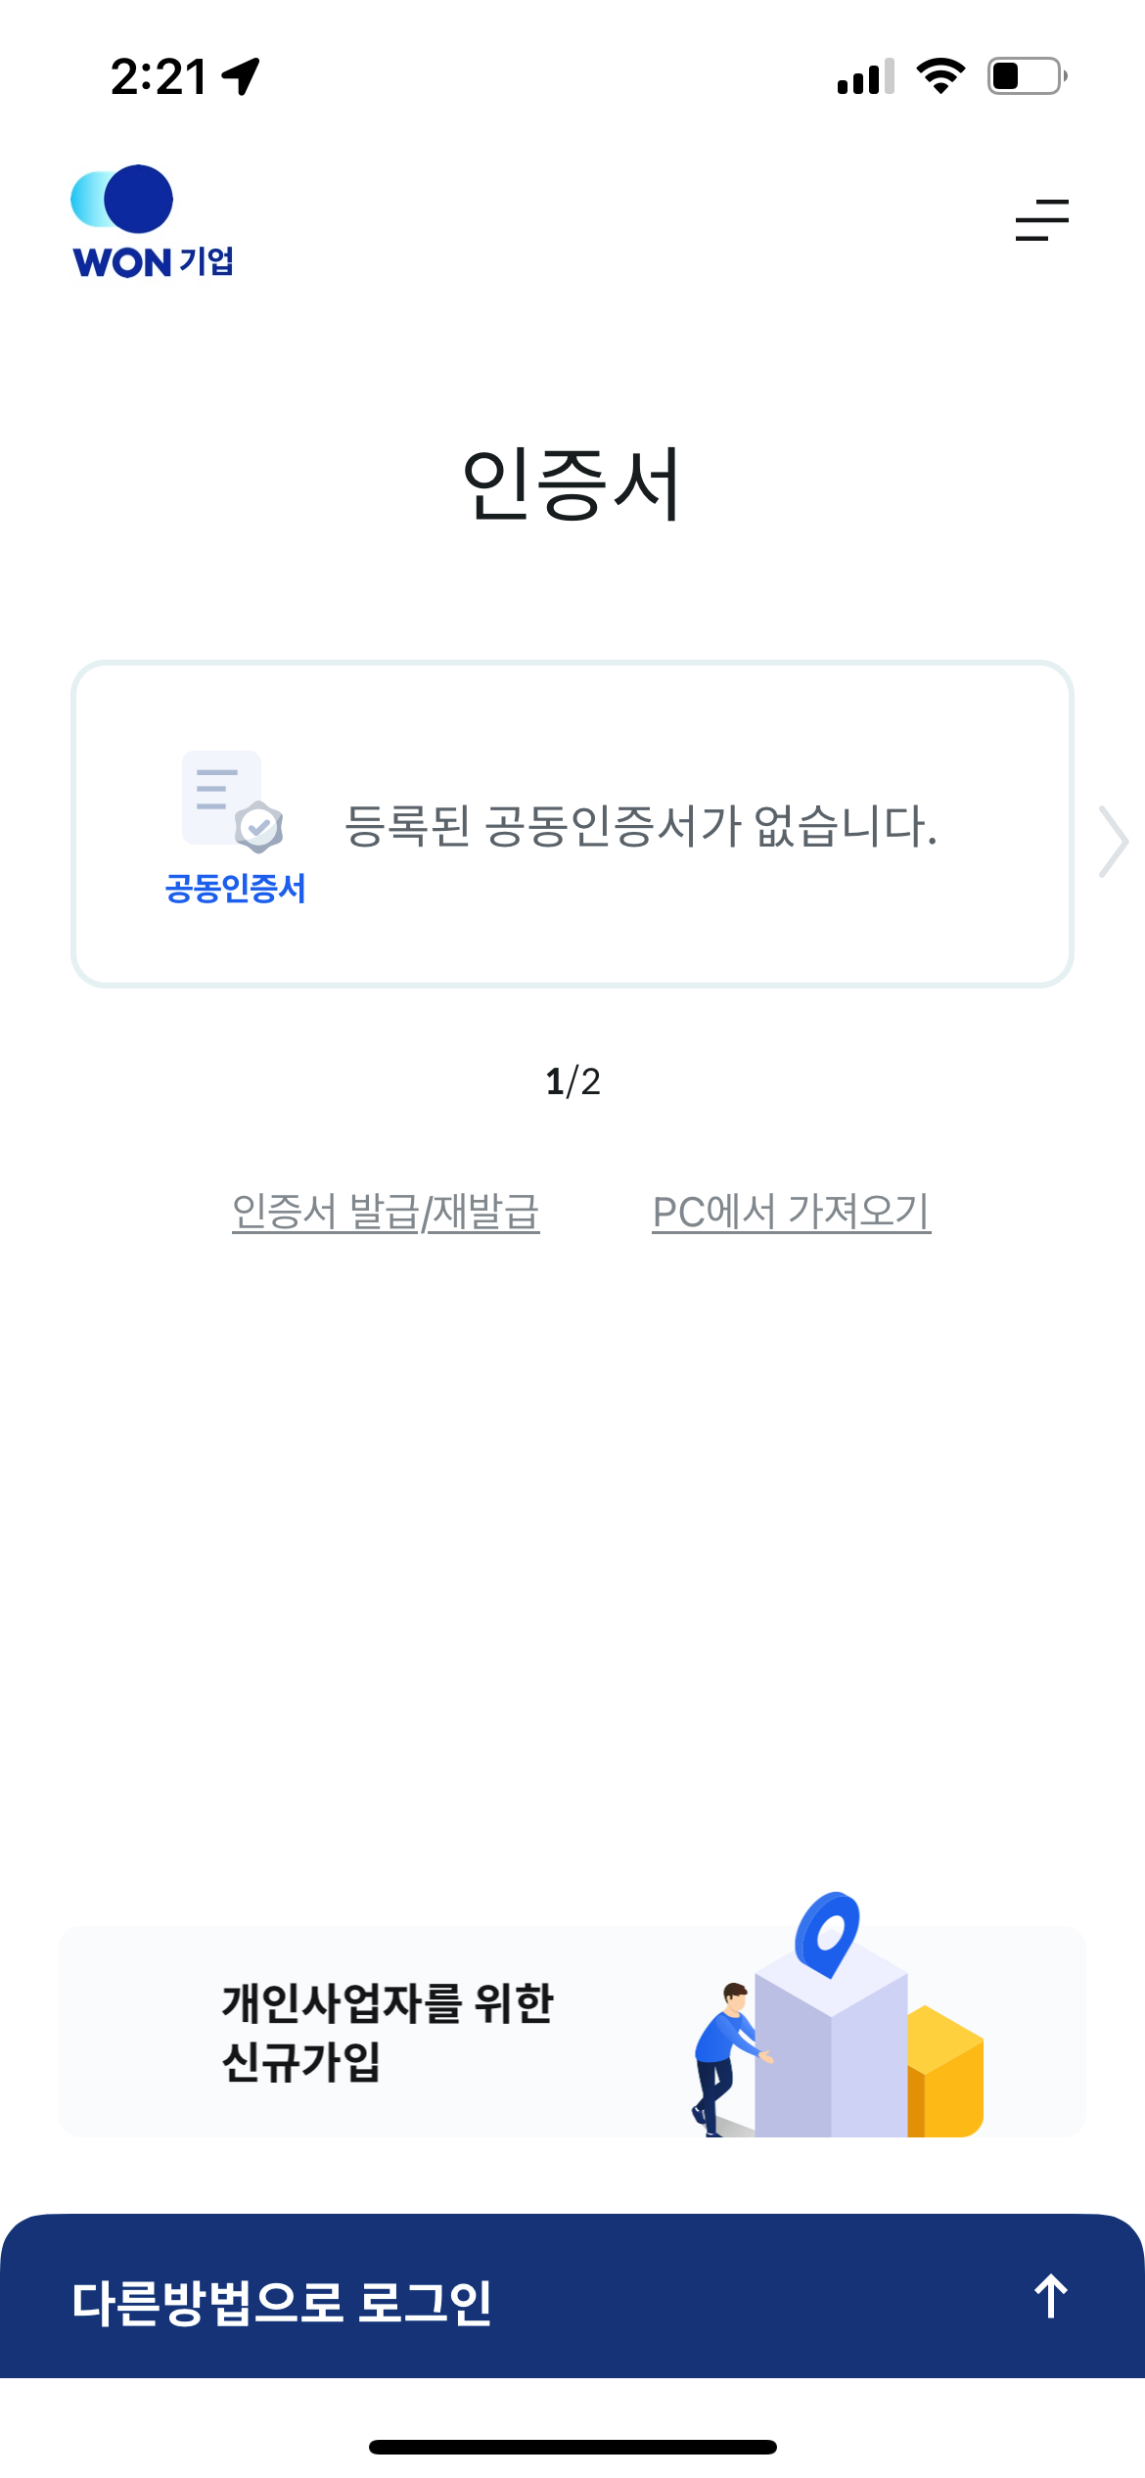 2:21
WON 기업
인증서
등록된 공동인증서가 없습니다.
공동인증서
1/2
인증서 발급/재발급
PC에서 가져오기
개인사업자를 위한
신규가입
다른방법으로 로그인